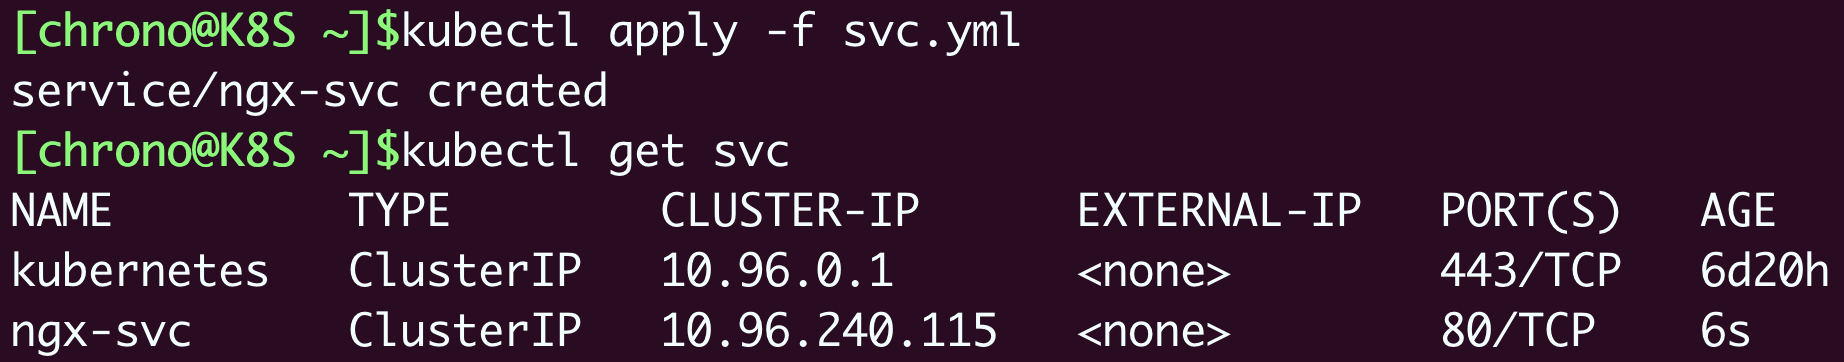 [chrono@K8S ~]$kubectl apply -f svc.yml
service/ngx-svc created
[chrono@K8S ~]$kubectl get svc
NAME         TYPE        CLUSTER-IP      EXTERNAL-IP   PORT(S)   AGE
kubernetes   ClusterIP   10.96.0.1       <none>        443/TCP   6d20h
ngx-svc      ClusterIP   10.96.240.115   <none>        80/TCP    6s